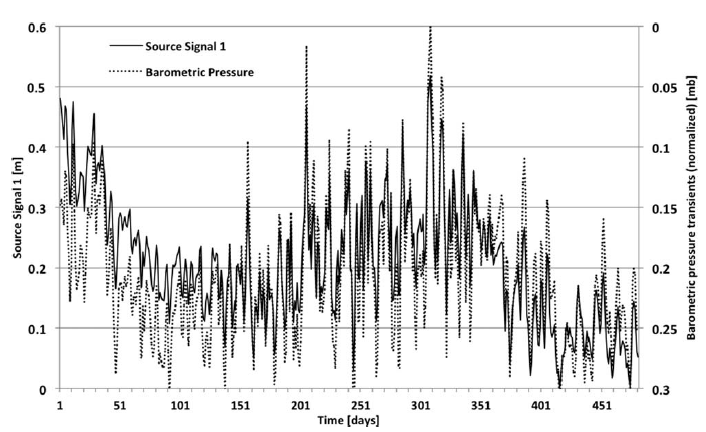 Source Signal 1
Barometric Pressure
Source Signal 1 [m]
0.6
0.5
0.4
0.3
0.2
0.1
0
0
0.05
0.1
0.15
0.2
0.25
0.3
Barometric pressure transients (normalized) [mb]
1 51 101 151 201 251 301 351 401 451
Time [days]